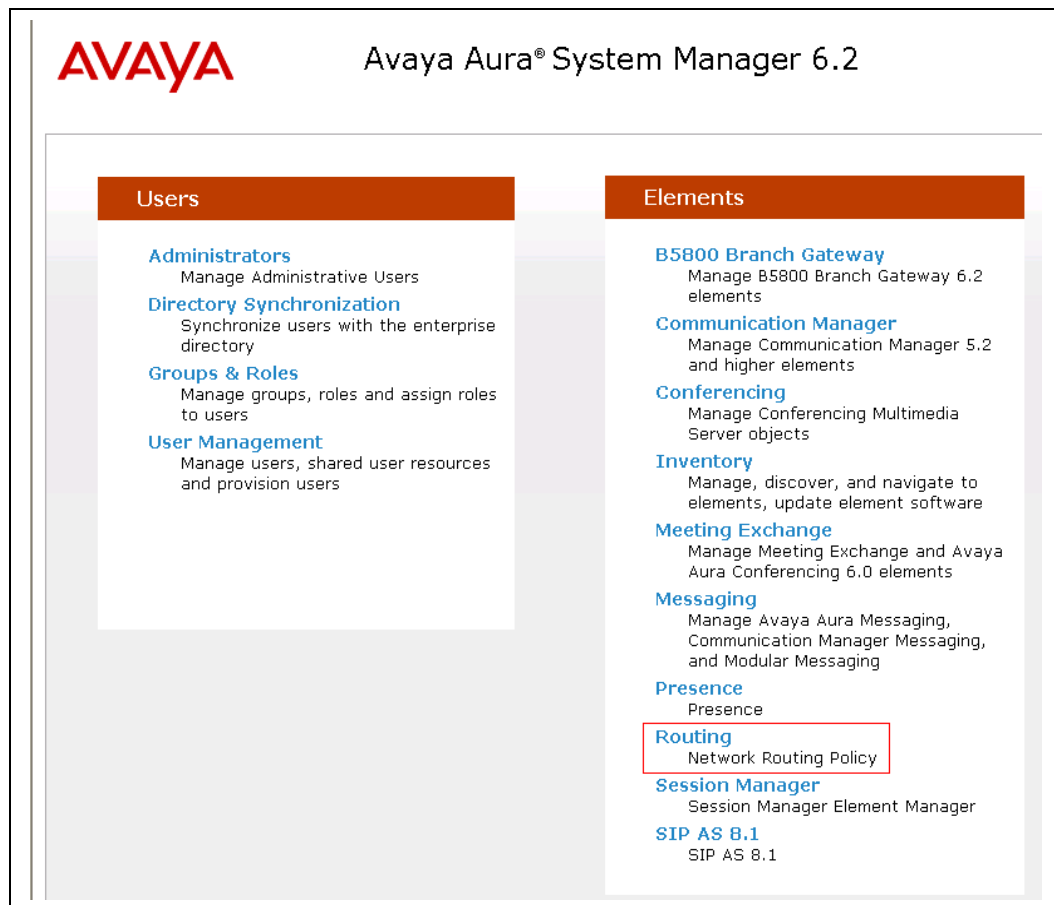 AVAYA
Avaya Aura® System Manager 6.2
Users
Administrators
Manage Administrative Users
Directory Synchronization
Synchronize users with the enterprise
directory
Groups & Roles
Manage groups, roles and assign roles
to users
User Management
Manage users, shared user resources
and provision users
Elements
B5800 Branch Gateway
Manage B5800 Branch Gateway 6.2
elements
Communication Manager
Manage Communication Manager 5.2
and higher elements
Conferencing
Manage Conferencing Multimedia
Server objects
Inventory
Manage, discover, and navigate to
elements, update element software
Meeting Exchange
Manage Meeting Exchange and Avaya
Aura Conferencing 6.0 elements
Messaging
Manage Avaya Aura Messaging,
Communication Manager Messaging,
and Modular Messaging
Presence
Presence
Routing
Network Routing Policy
Session Manager
Session Manager Element Manager
SIP AS 8.1
SIP AS 8.1